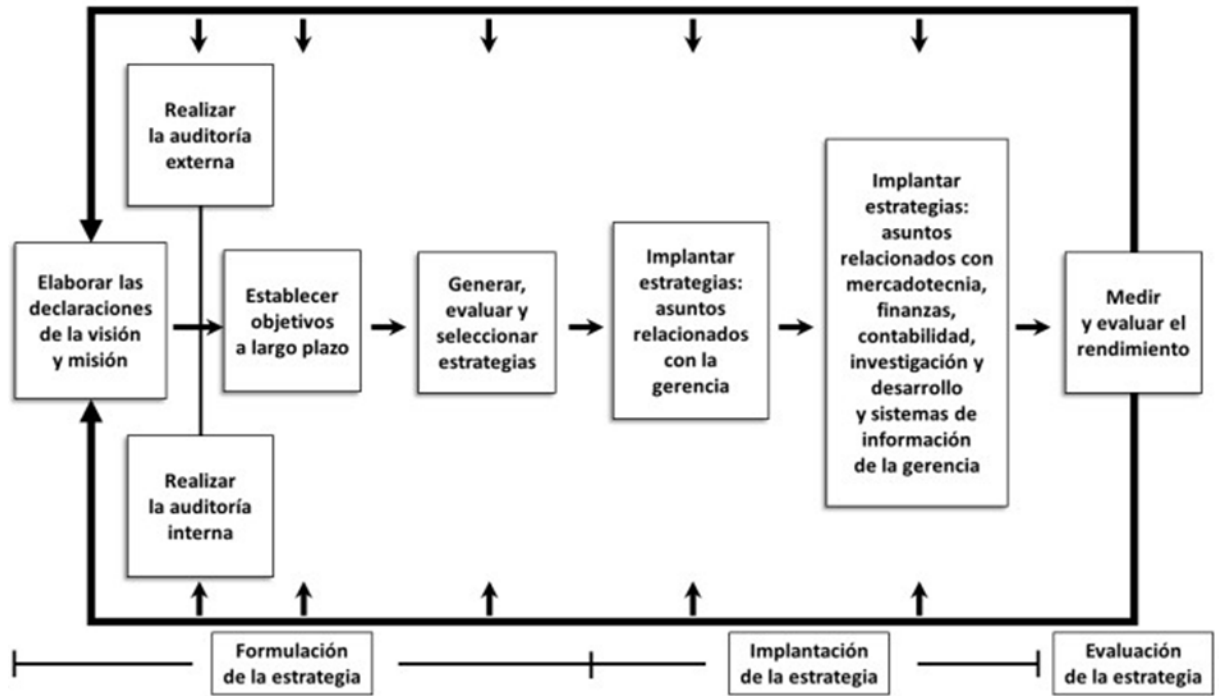 Realizar
la auditoría
externa
Elaborar las
declaraciones
de la visión
y misión
Realizar
la auditoría
interna
Establecer
objetivos
a largo plazo
Generar,
evaluar y
seleccionar
estrategias
Implantar
estrategias:
asuntos
relacionados
con la
gerencia
Implantar
estrategias:
asuntos
relacionados con
mercadotecnia,
finanzas,
contabilidad,
investigación y
desarrollo
y sistemas de
información
de la gerencia
Medir
y evaluar el
rendimiento
Formulación
de la estrategia
Implantación
de la estrategia
Evaluación
de la estrategia